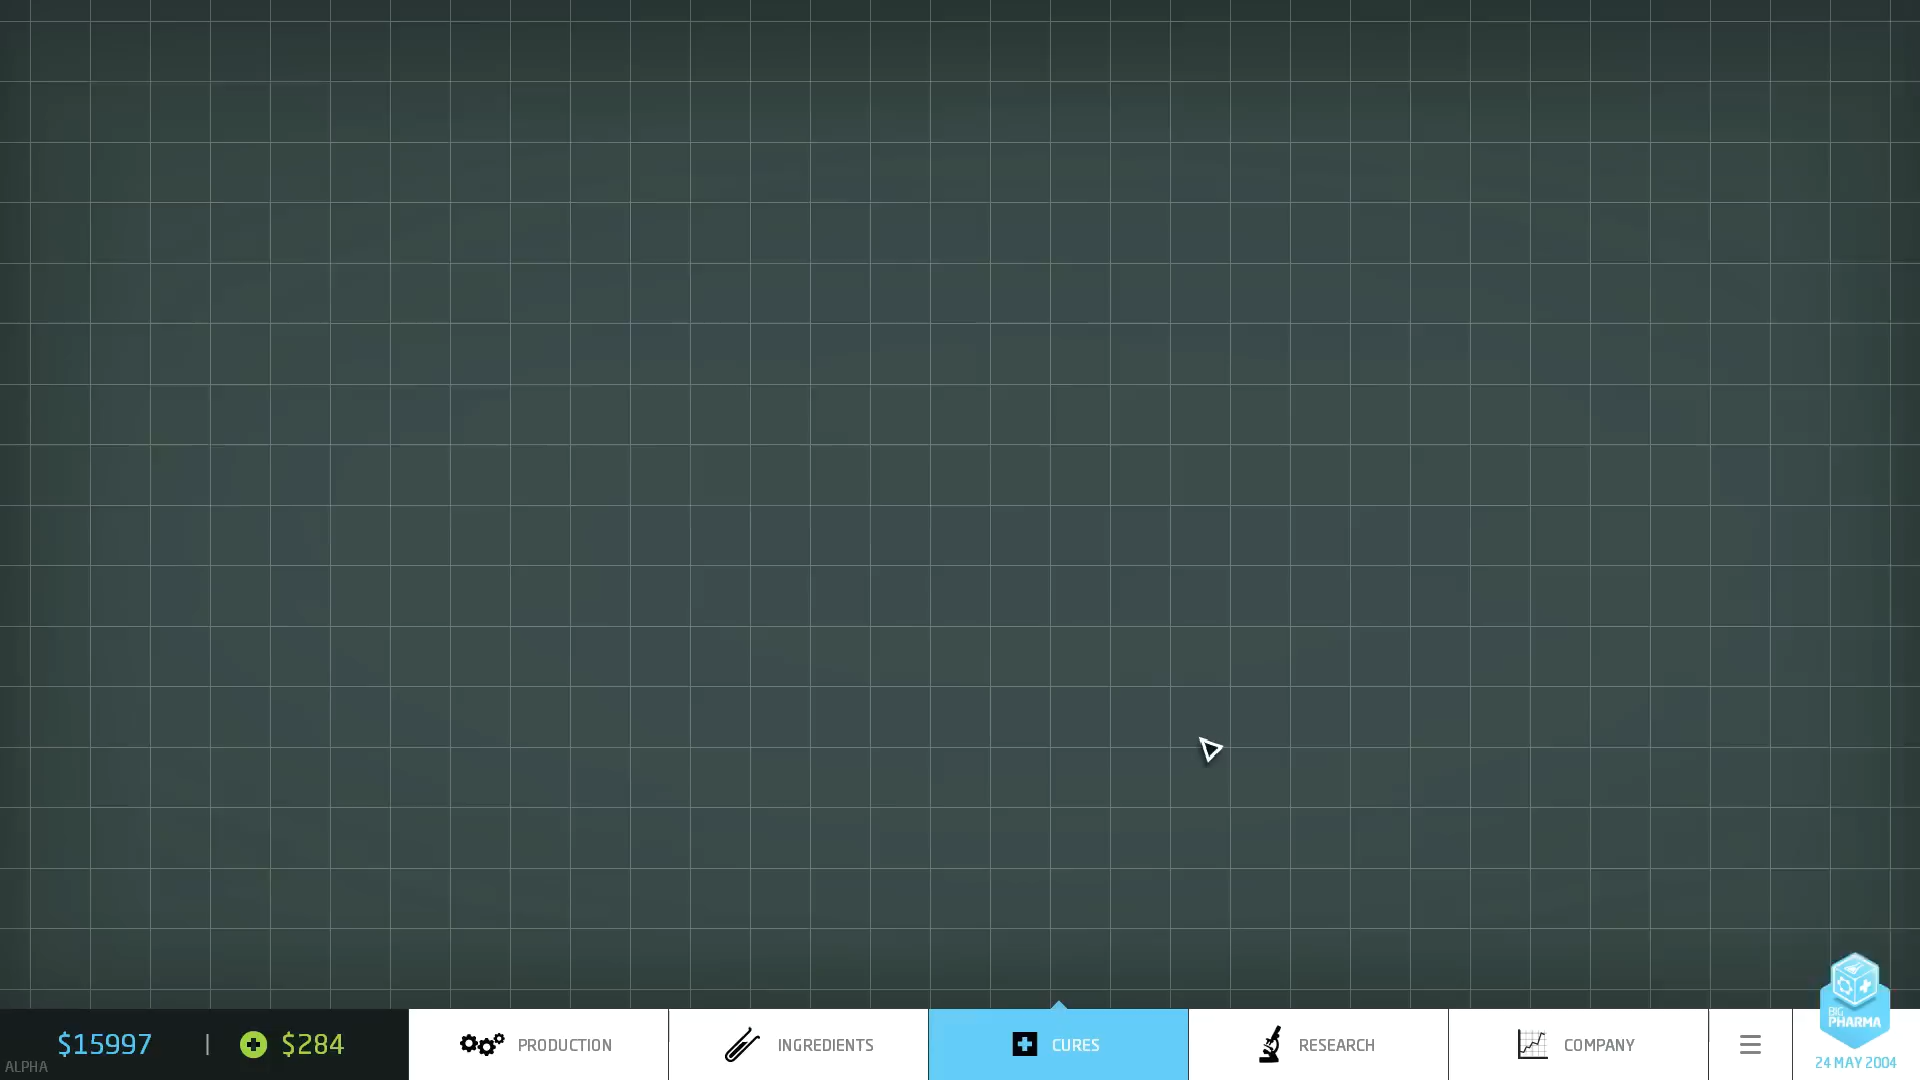 $15997 | $284
ALPHA
PRODUCTION
INGREDIENTS
CURES
RESEARCH
COMPANY
BIG
PHARMA
24 MAY 2004